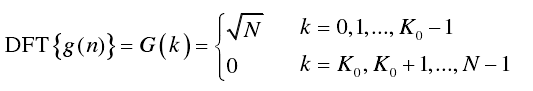 DFT{g(n)} = G(k) = { √N k = 0,1,...,K₀ −1
0 k = K₀, K₀ +1,...,N −1